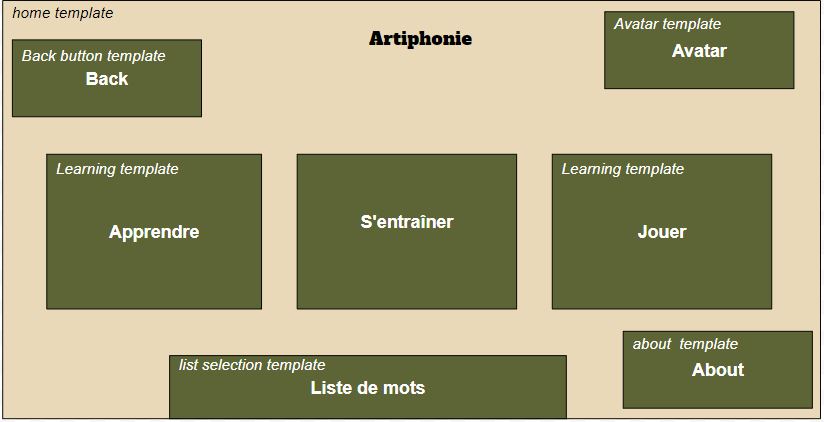 home template
Artiphonie
Avatar template
Avatar
Back button template
Back
Learning template
Apprendre
S'entraîner
Learning template
Jouer
about  template
About
list selection template
Liste de mots